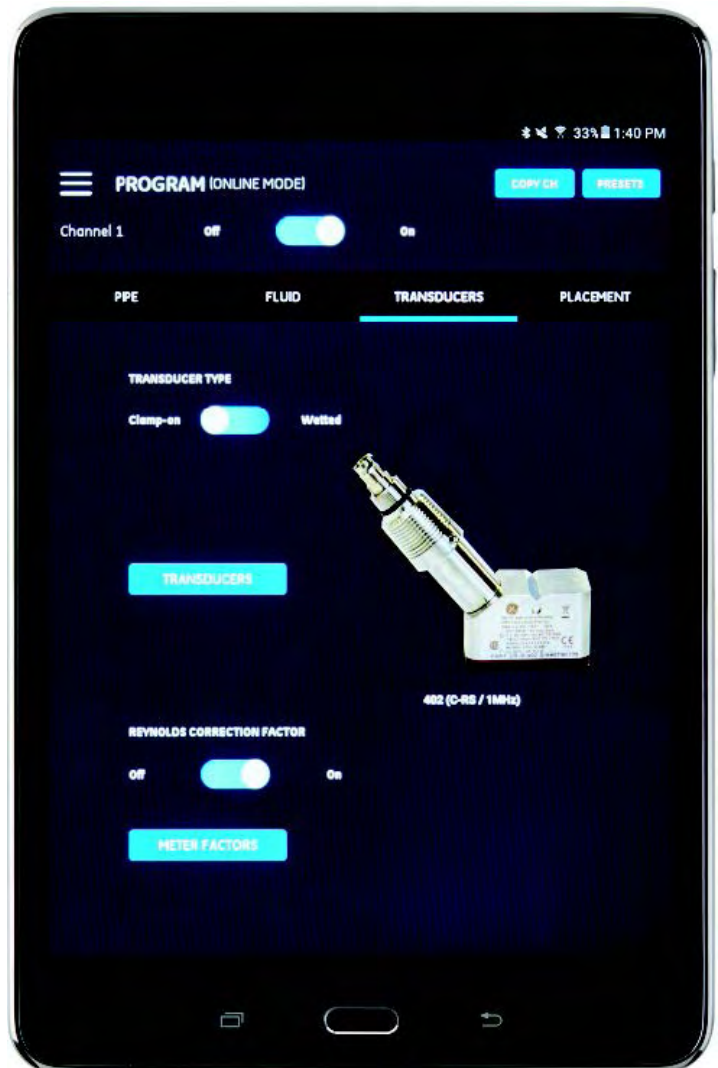 33% 1:40 PM
PROGRAM (ONLINE MODE)
COPY CH
PRESETS
Channel 1
Off
On
PIPE
FLUID
TRANSDUCERS
PLACEMENT
TRANSDUCER TYPE
Clamp-on
Wetted
TRANSDUCERS
CE
402 (C-RS / 1MHz)
REYNOLDS CORRECTION FACTOR
Off
On
METER FACTORS